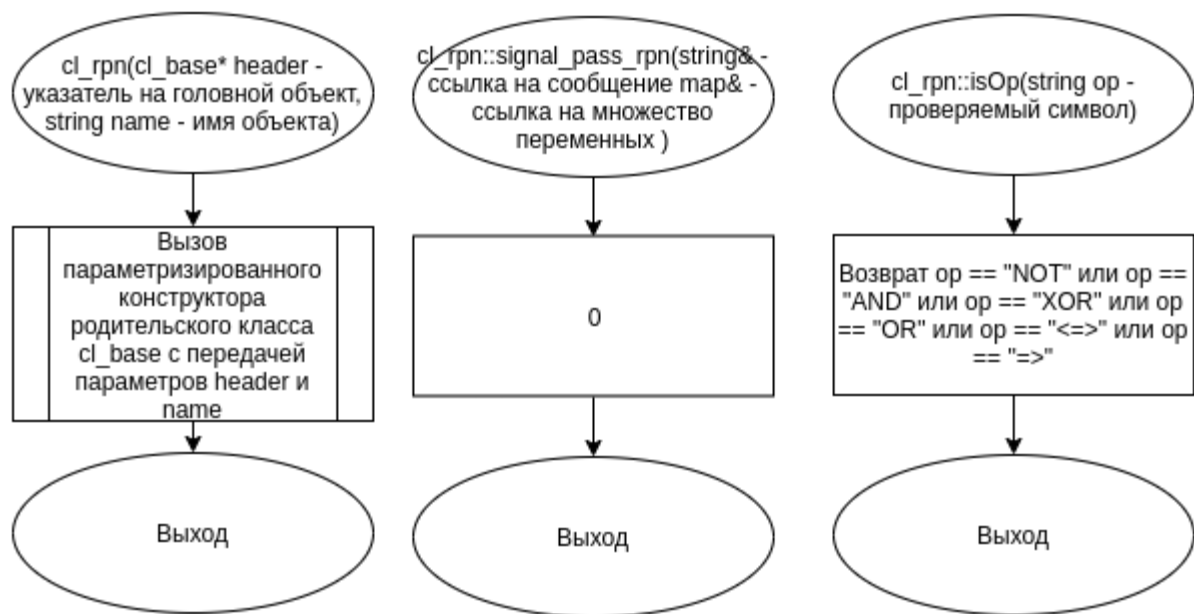 cl_rpn(cl_base* header -
указатель на головной объект,
string name - имя объекта)
Вызов
параметризированного
конструктора
родительского класса
cl_base с передачей
параметров header и
name
Выход
cl_rpn::signal_pass_rpn(string& -
ссылка на сообщение map& -
ссылка на множество
переменных )
0
Выход
cl_rpn::isOp(string op -
проверяемый символ)
Возврат op == "NOT" или op ==
"AND" или op == "XOR" или op
== "OR" или op == "<=>" или op
== "=>"
Выход